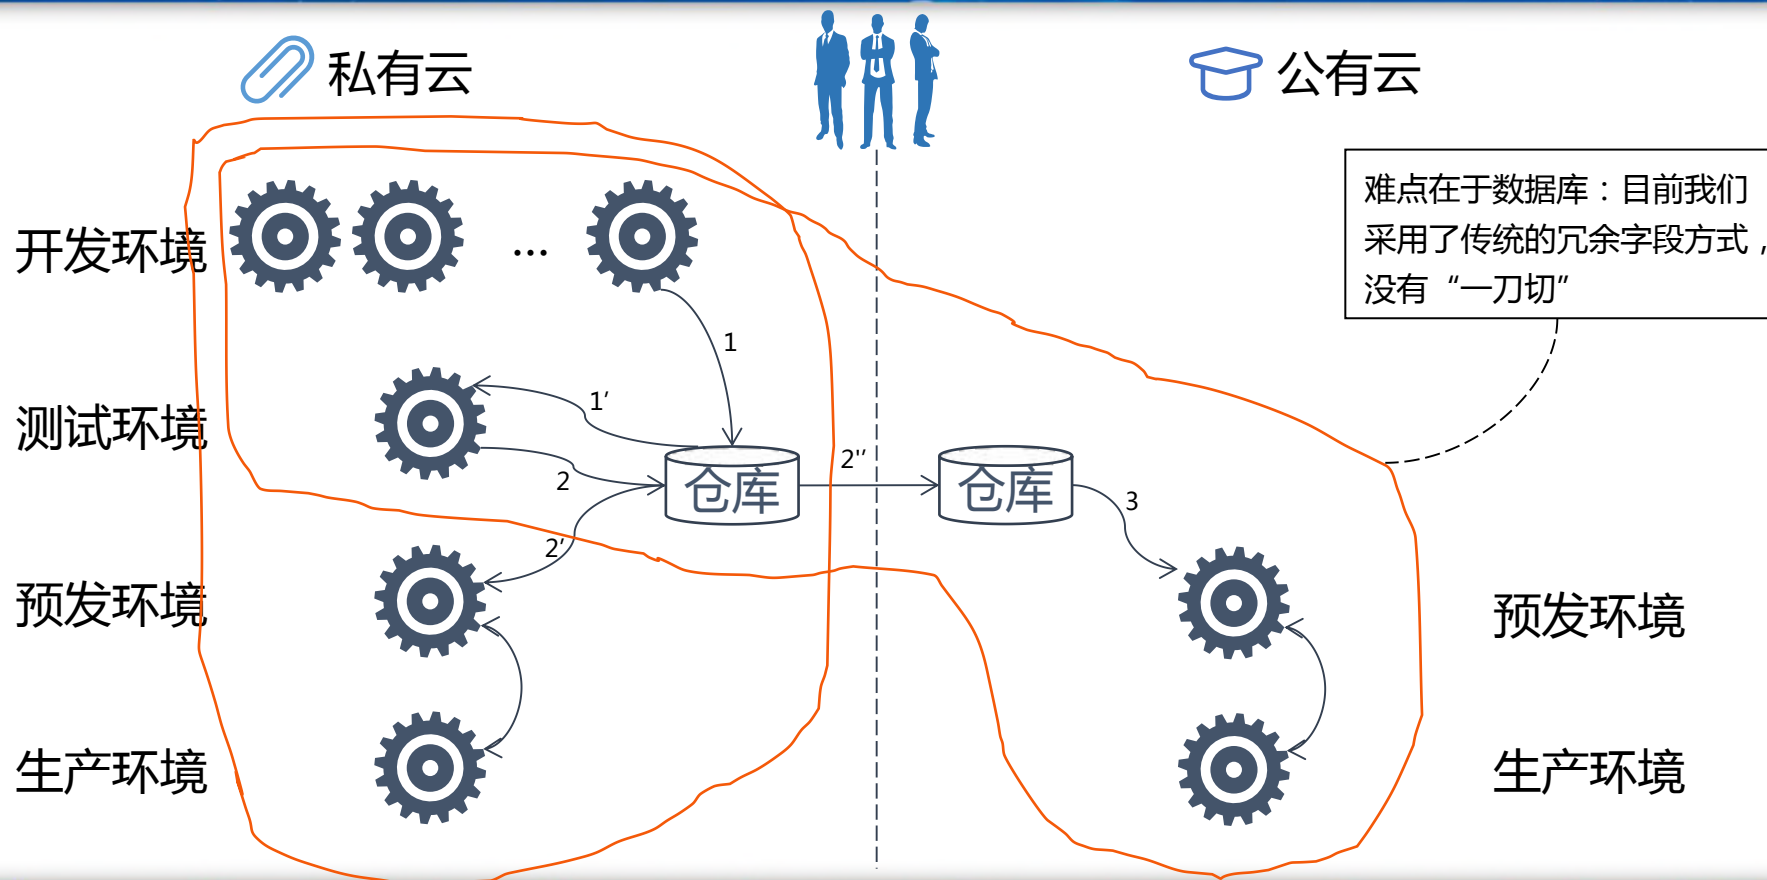 私有云
公有云
难点在于数据库：目前我们
采用了传统的冗余字段方式，
没有“一刀切”
开发环境
...
1
测试环境
1′
2
仓库
2′′
仓库
3
2′
预发环境
预发环境
生产环境
生产环境